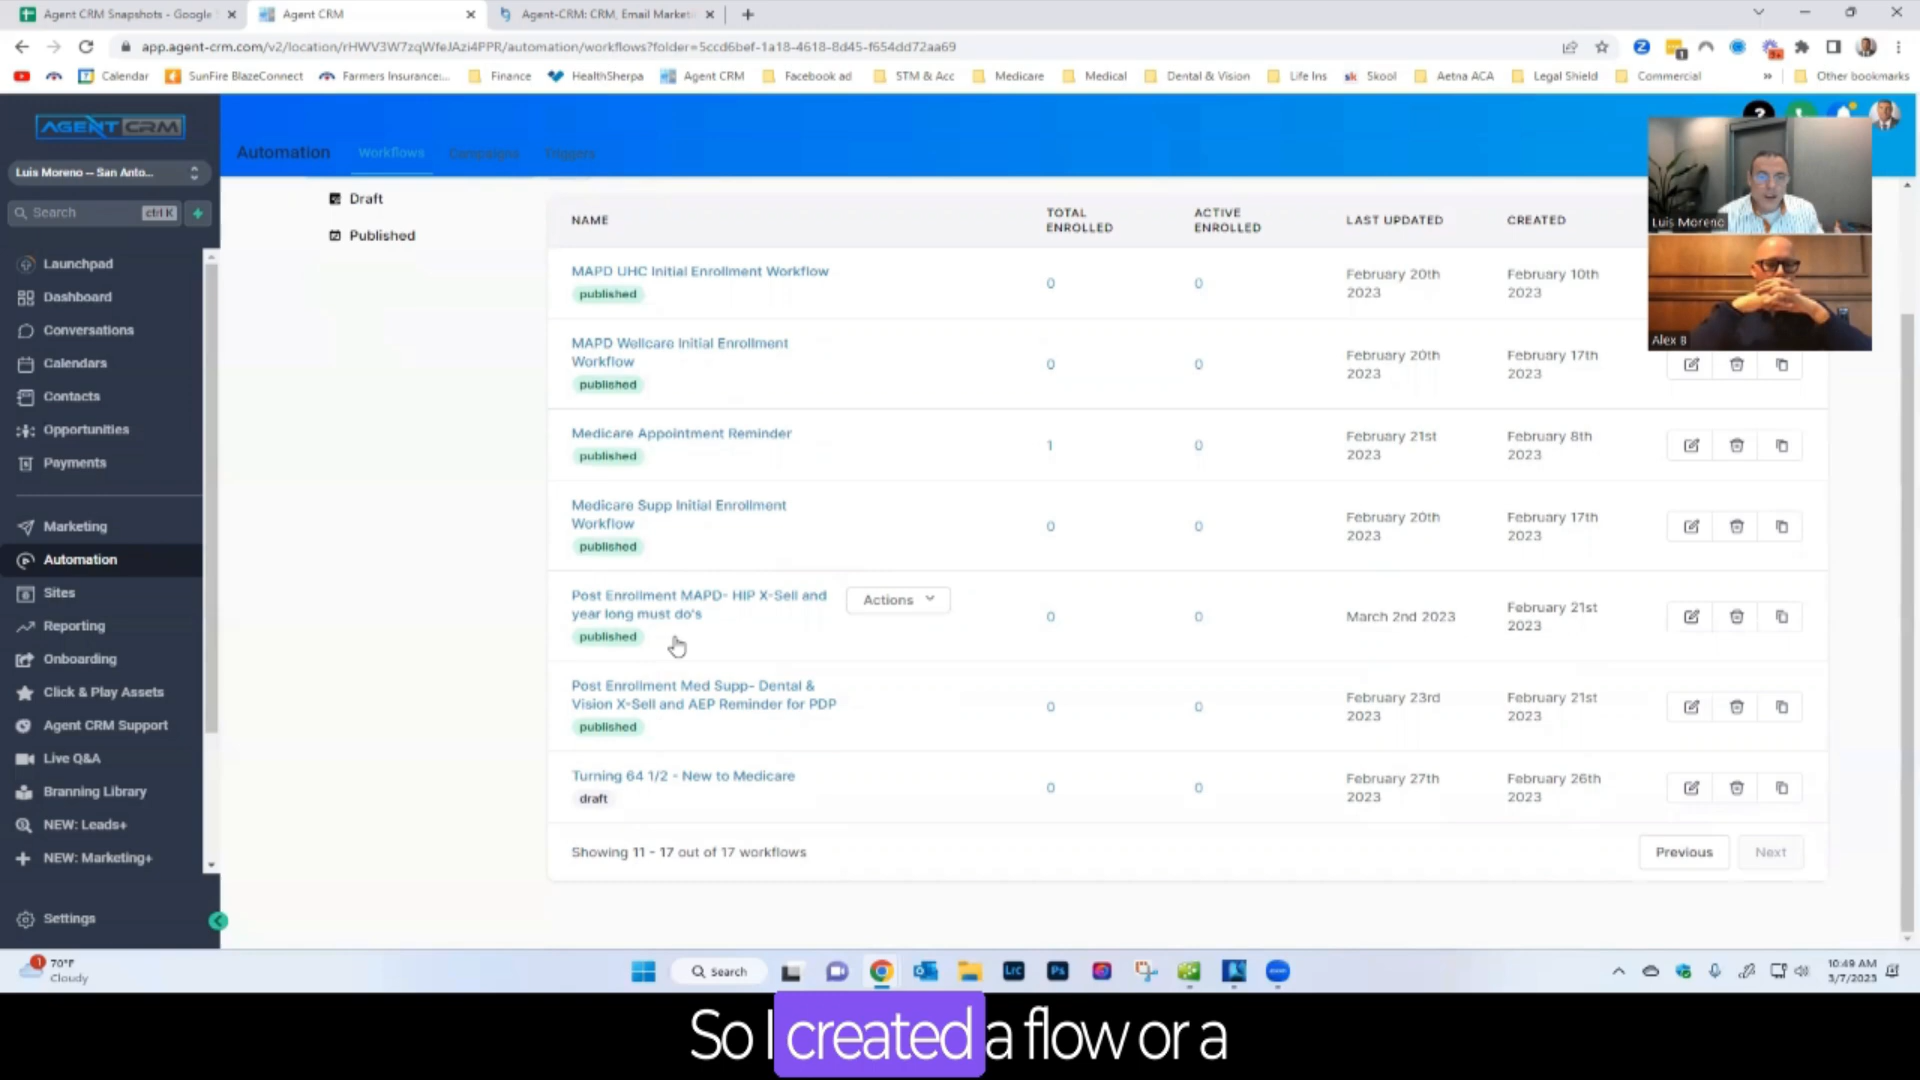 Agent CRM Snapshots - Google
Agent CRM
Agent-CRM: CRM, Email Marketi
app.agent-crm.com/v2/location/rHWV3W7zqWfeJAzi4PPR/automation/workflows?folder=5ccd6bef-1a18-4618-8d45-f654dd72aa69
Calendar
SunFire BlazeConnect
Farmers Insurance:...
Finance
HealthSherpa
Agent CRM
Facebook ad
STM & Acc
Medicare
Medical
Dental & Vision
Life Ins
sk Skool
Aetna ACA
Legal Shield
Commercial
»
Other bookmarks
AGENT CRM
Automation
Workflows
Campaigns
Triggers
Luis Moreno -- San Anto...
Search
ctrl K
Launchpad
Dashboard
Conversations
Calendars
Contacts
Opportunities
Payments
Marketing
Automation
Sites
Reporting
Onboarding
Click & Play Assets
Agent CRM Support
Live Q&A
Branning Library
NEW: Leads+
NEW: Marketing+
Settings
Draft
Published
NAME
TOTAL
ENROLLED
ACTIVE
ENROLLED
LAST UPDATED
CREATED
MAPD UHC Initial Enrollment Workflow
published
0
0
February 20th
2023
February 10th
2023
MAPD Wellcare Initial Enrollment
Workflow
published
0
0
February 20th
2023
February 17th
2023
Medicare Appointment Reminder
published
1
0
February 21st
2023
February 8th
2023
Medicare Supp Initial Enrollment
Workflow
published
0
0
February 20th
2023
February 17th
2023
Post Enrollment MAPD- HIP X-Sell and
year long must do's
published
Actions
0
0
March 2nd 2023
February 21st
2023
Post Enrollment Med Supp- Dental &
Vision X-Sell and AEP Reminder for PDP
published
0
0
February 23rd
2023
February 21st
2023
Turning 64 1/2 - New to Medicare
draft
0
0
February 27th
2023
February 26th
2023
Showing 11 - 17 out of 17 workflows
Previous
Next
Luis Moreno
Alex B
1
70°F
Cloudy
Search
LrC
Ps
zoom
10:49 AM
3/7/2023
So I created a flow or a